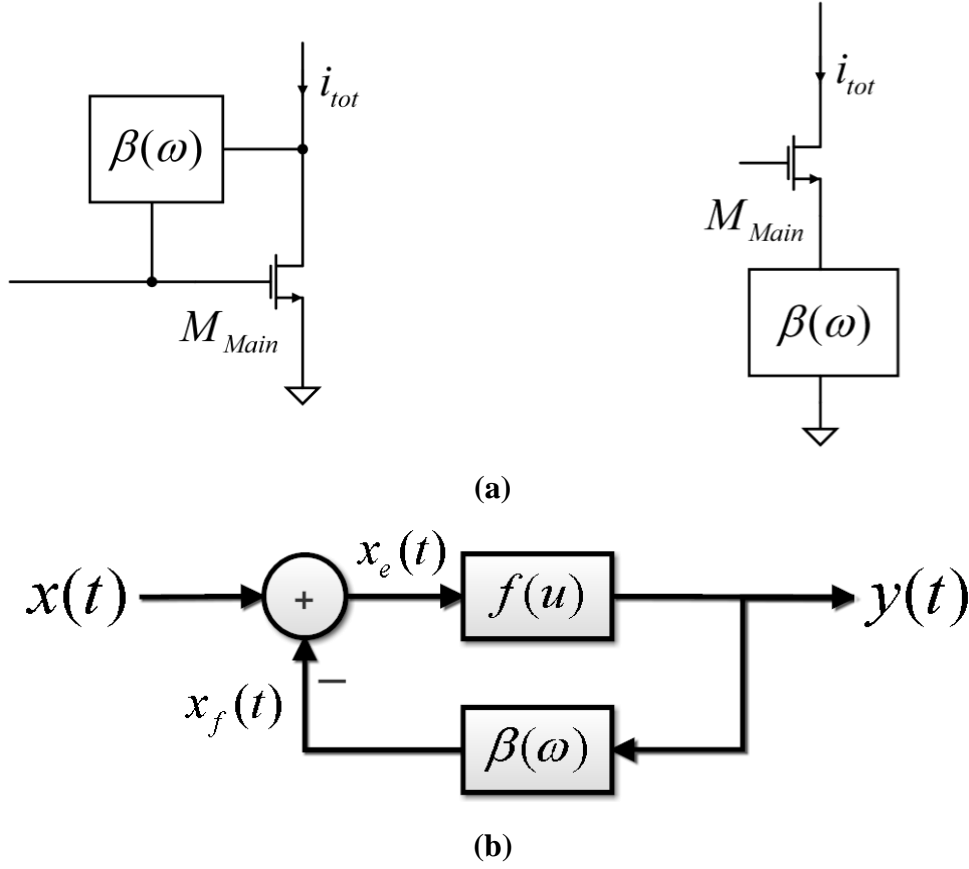 β(ω)
i_tot
M_Main
i_tot
M_Main
β(ω)
(a)
x(t)
+
x_e(t)
f(u)
y(t)
x_f(t)
−
β(ω)
(b)